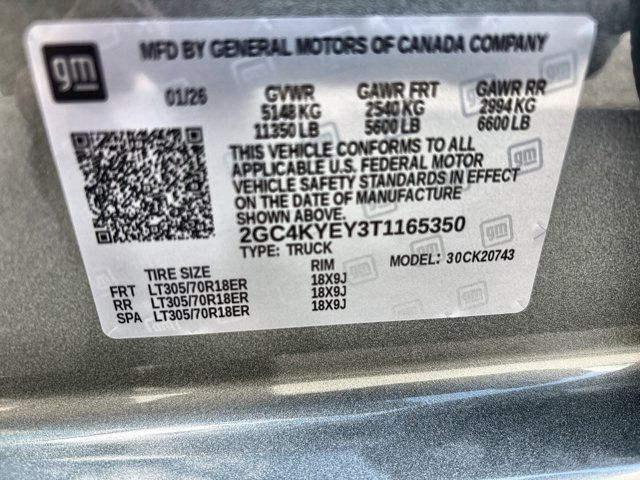 gm
MFD BY GENERAL MOTORS OF CANADA COMPANY
01/26
GVWR
5148 KG
11350 LB
GAWR FRT
2540 KG
5600 LB
GAWR RR
2994 KG
6600 LB
THIS VEHICLE CONFORMS TO ALL
APPLICABLE U.S. FEDERAL MOTOR
VEHICLE SAFETY STANDARDS IN EFFECT
ON THE DATE OF MANUFACTURE
SHOWN ABOVE.
2GC4KYEY3T1165350
TYPE: TRUCK
MODEL: 30CK20743
TIRE SIZE RIM
FRT LT305/70R18ER 18X9J
RR LT305/70R18ER 18X9J
SPA LT305/70R18ER 18X9J